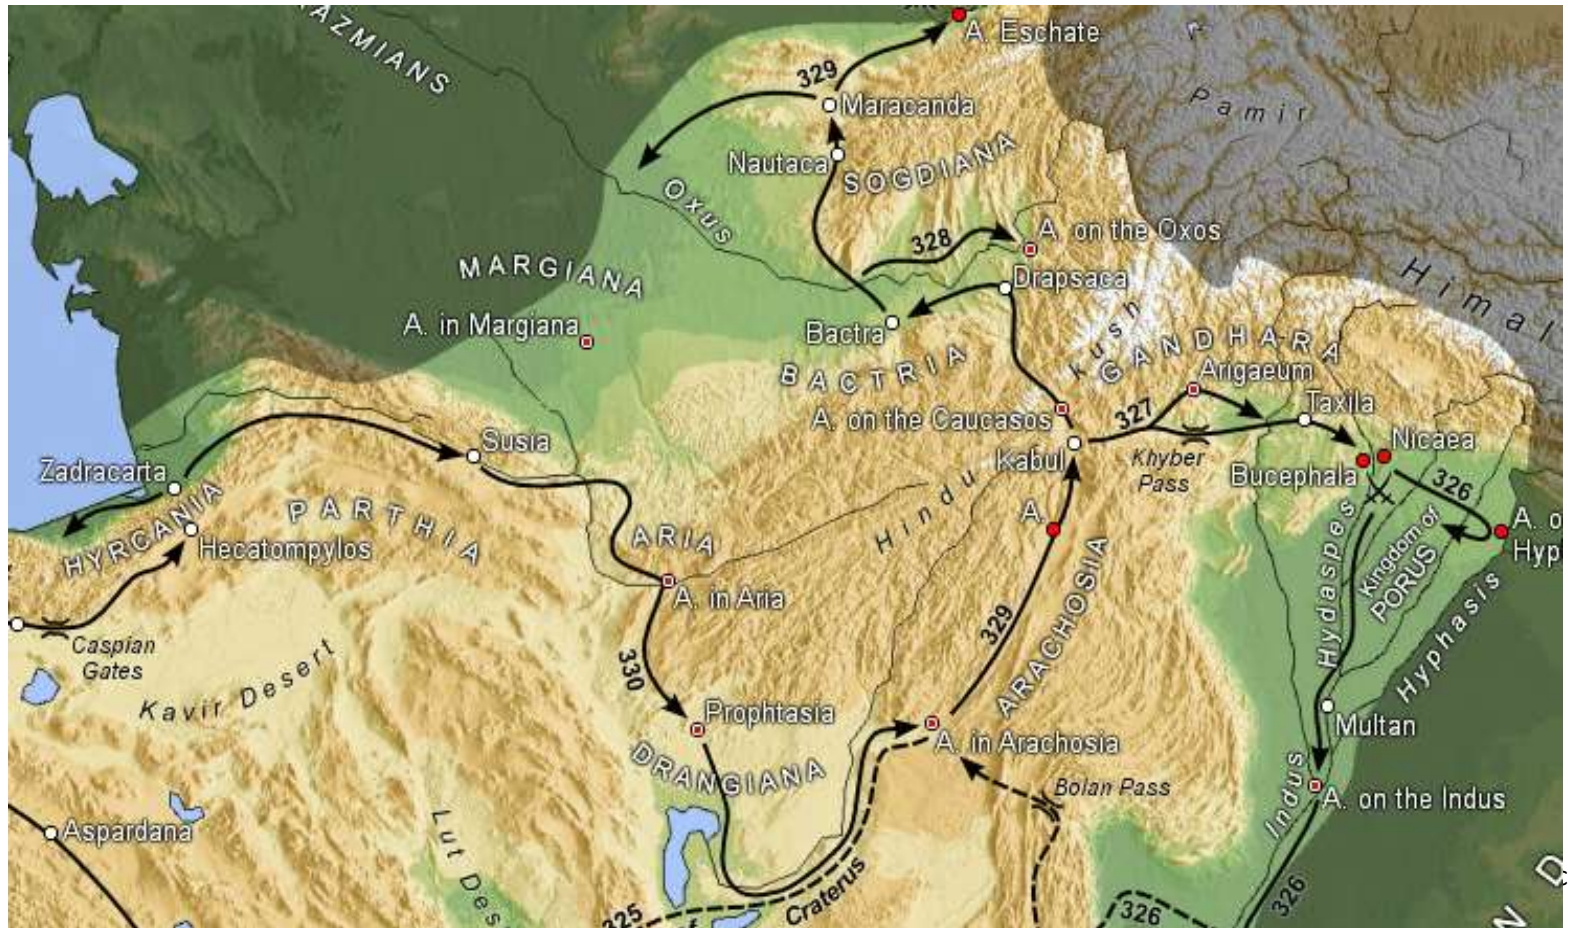 AZMIANS
A. Eschate
329
Maracanda
Pamir
Nautaca
SOGDIANA
Oxus
328
A. on the Oxos
Himal
MARGIANA
Drapsaca
A. in Margiana
Bactra
Kush
GANDHARA
BACTRIA
Arigaeum
A. on the Caucasos
327
Taxila
Susia
Kabul
Khyber
Pass
Nicaea
Zadracarta
Bucephala
326
HYRCANIA
PARTHIA
Hindu
A.
A. o
Hyp
Hecatompylos
ARIA
Hydaspes
Kingdom of
PORUS
A. in Aria
ARACHOSIA
329
Hyphasis
Caspian
Gates
330
Kavir Desert
Prophtasia
Multan
A. in Arachosia
DRANGIANA
Bolan Pass
Indus
A. on the Indus
Aspardana
Lut Des
Craterus
325
326
326
N D